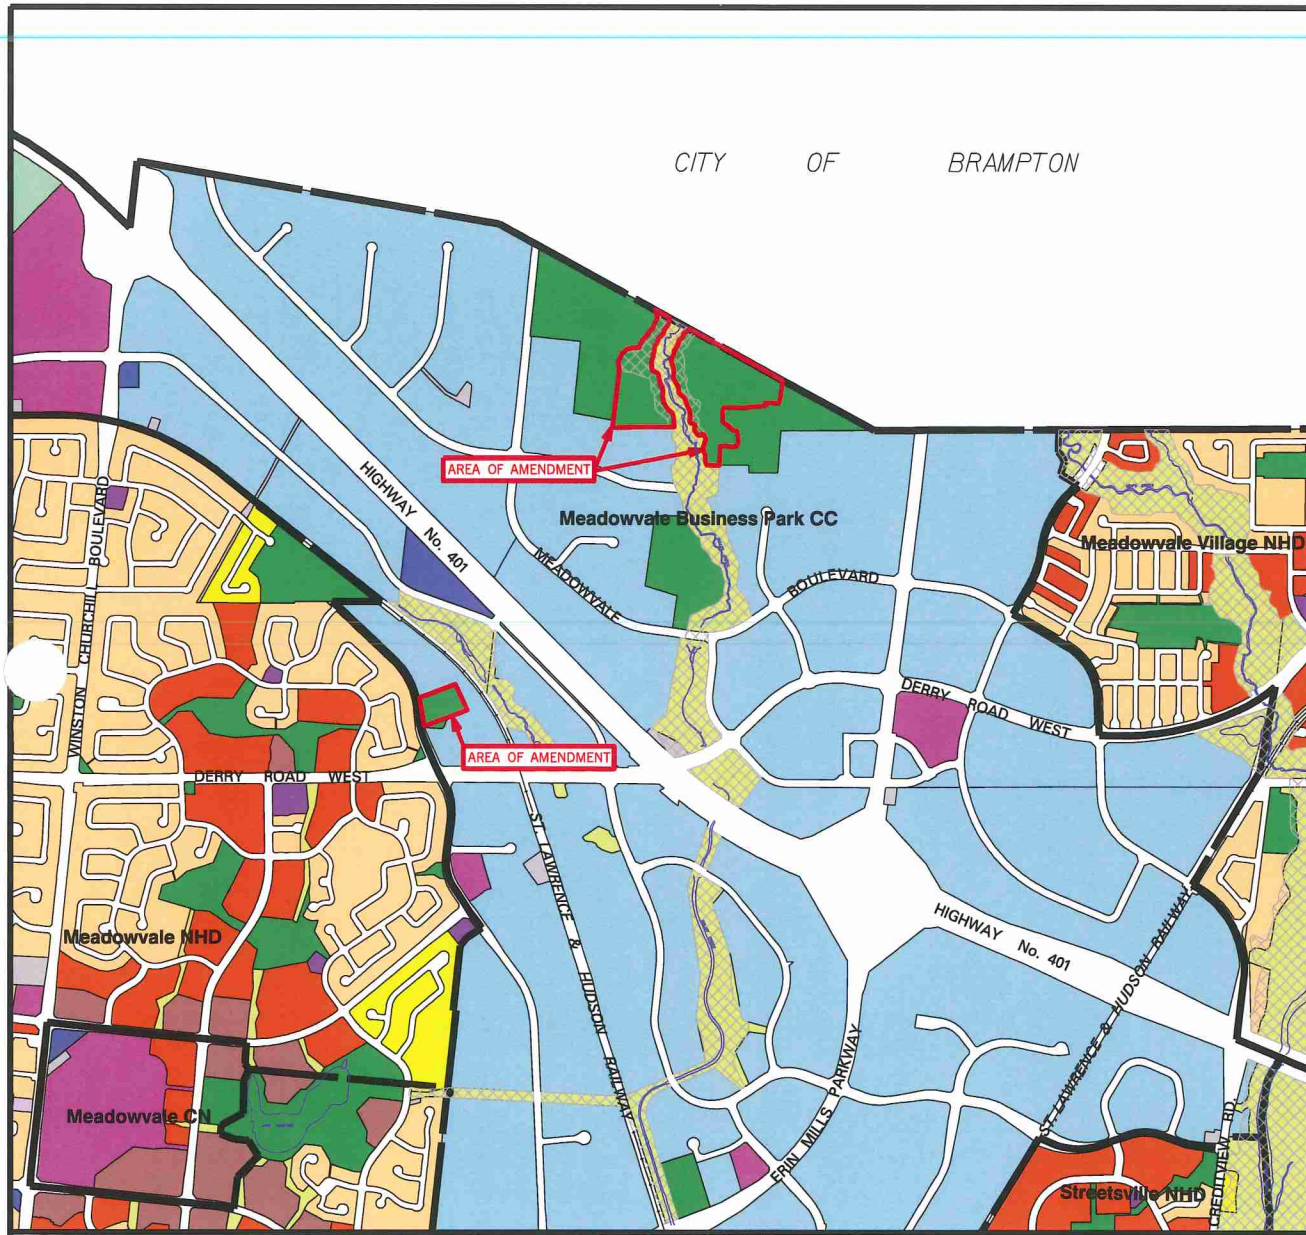 CITY OF BRAMPTON
AREA OF AMENDMENT
HIGHWAY No. 401
Meadowvale Business Park CC
MEADOWVALE BOULEVARD
Meadowvale Village NHD
WINSTON CHURCHILL BOULEVARD
DERRY ROAD WEST
AREA OF AMENDMENT
DERRY ROAD WEST
ST. LAWRENCE & HUDSON RAILWAY
HIGHWAY No. 401
ST. LAWRENCE & HUDSON RAILWAY
Meadowvale NHD
ERIN MILLS PARKWAY
Meadowvale CN
CREDITVIEW RD.
Streetsville NHD